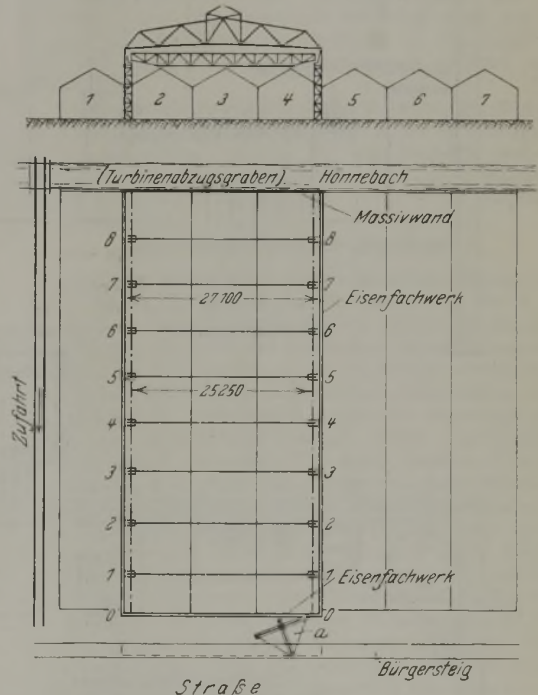 1 2 3 4 5 6 7
(Turbinenabzugsgraben) Hönnebach
Massivwand
8 8
7 7
27100
Eisenfachwerk
6 6
5 5
25250
Zufahrt
4 4
3 3
2 2
1 1
Eisenfachwerk
0 0
a
Bürgersteig
Straße